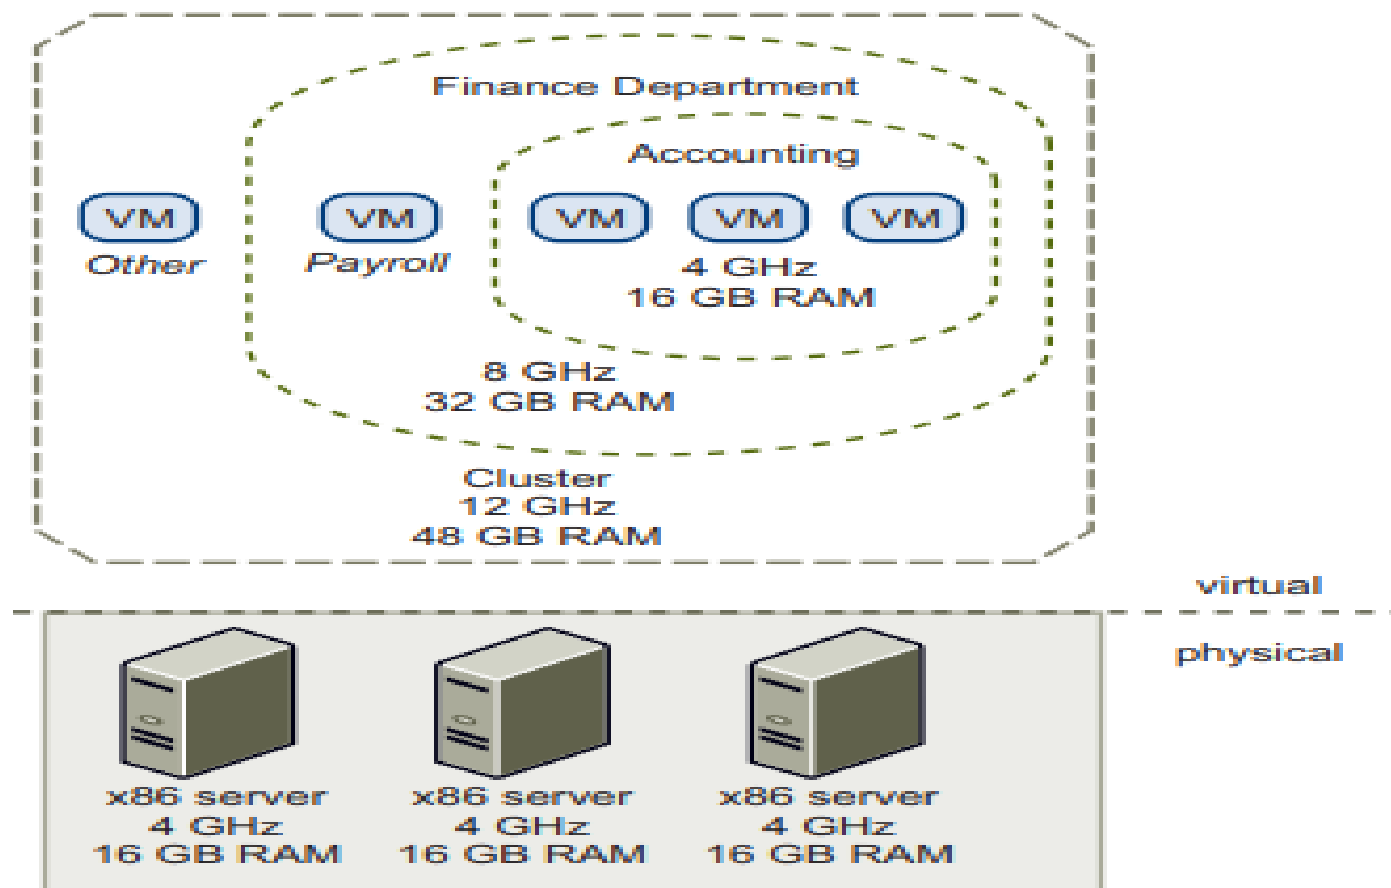 Finance Department
Accounting
VM VM VM VM VM
Other Payroll 4 GHz
16 GB RAM
8 GHz
32 GB RAM
Cluster
12 GHz
48 GB RAM
virtual
physical
x86 server x86 server x86 server
4 GHz 4 GHz 4 GHz
16 GB RAM 16 GB RAM 16 GB RAM